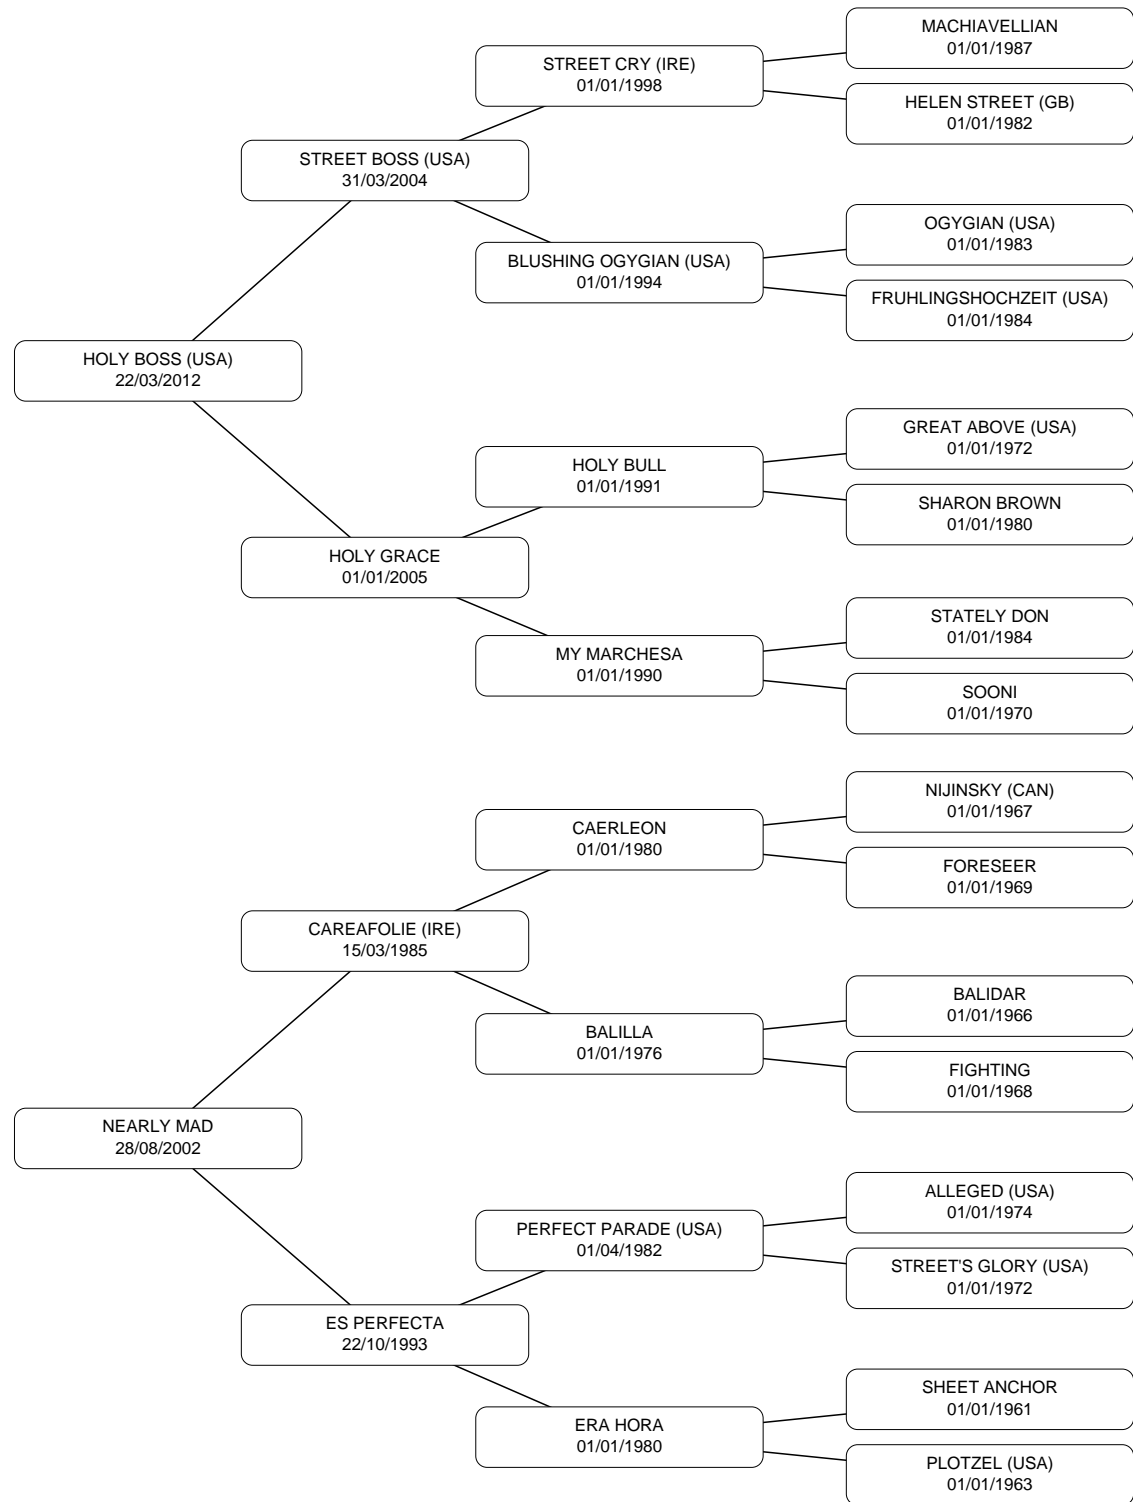 MACHIAVELLIAN
01/01/1987
STREET CRY (IRE)
01/01/1998
HELEN STREET (GB)
01/01/1982
STREET BOSS (USA)
31/03/2004
OGYGIAN (USA)
01/01/1983
BLUSHING OGYGIAN (USA)
01/01/1994
FRUHLINGSHOCHZEIT (USA)
01/01/1984
HOLY BOSS (USA)
22/03/2012
GREAT ABOVE (USA)
01/01/1972
HOLY BULL
01/01/1991
SHARON BROWN
01/01/1980
HOLY GRACE
01/01/2005
STATELY DON
01/01/1984
MY MARCHESA
01/01/1990
SOONI
01/01/1970
NIJINSKY (CAN)
01/01/1967
CAERLEON
01/01/1980
FORESEER
01/01/1969
CAREAFOLIE (IRE)
15/03/1985
BALIDAR
01/01/1966
BALILLA
01/01/1976
FIGHTING
01/01/1968
NEARLY MAD
28/08/2002
ALLEGED (USA)
01/01/1974
PERFECT PARADE (USA)
01/04/1982
STREET'S GLORY (USA)
01/01/1972
ES PERFECTA
22/10/1993
SHEET ANCHOR
01/01/1961
ERA HORA
01/01/1980
PLOTZEL (USA)
01/01/1963